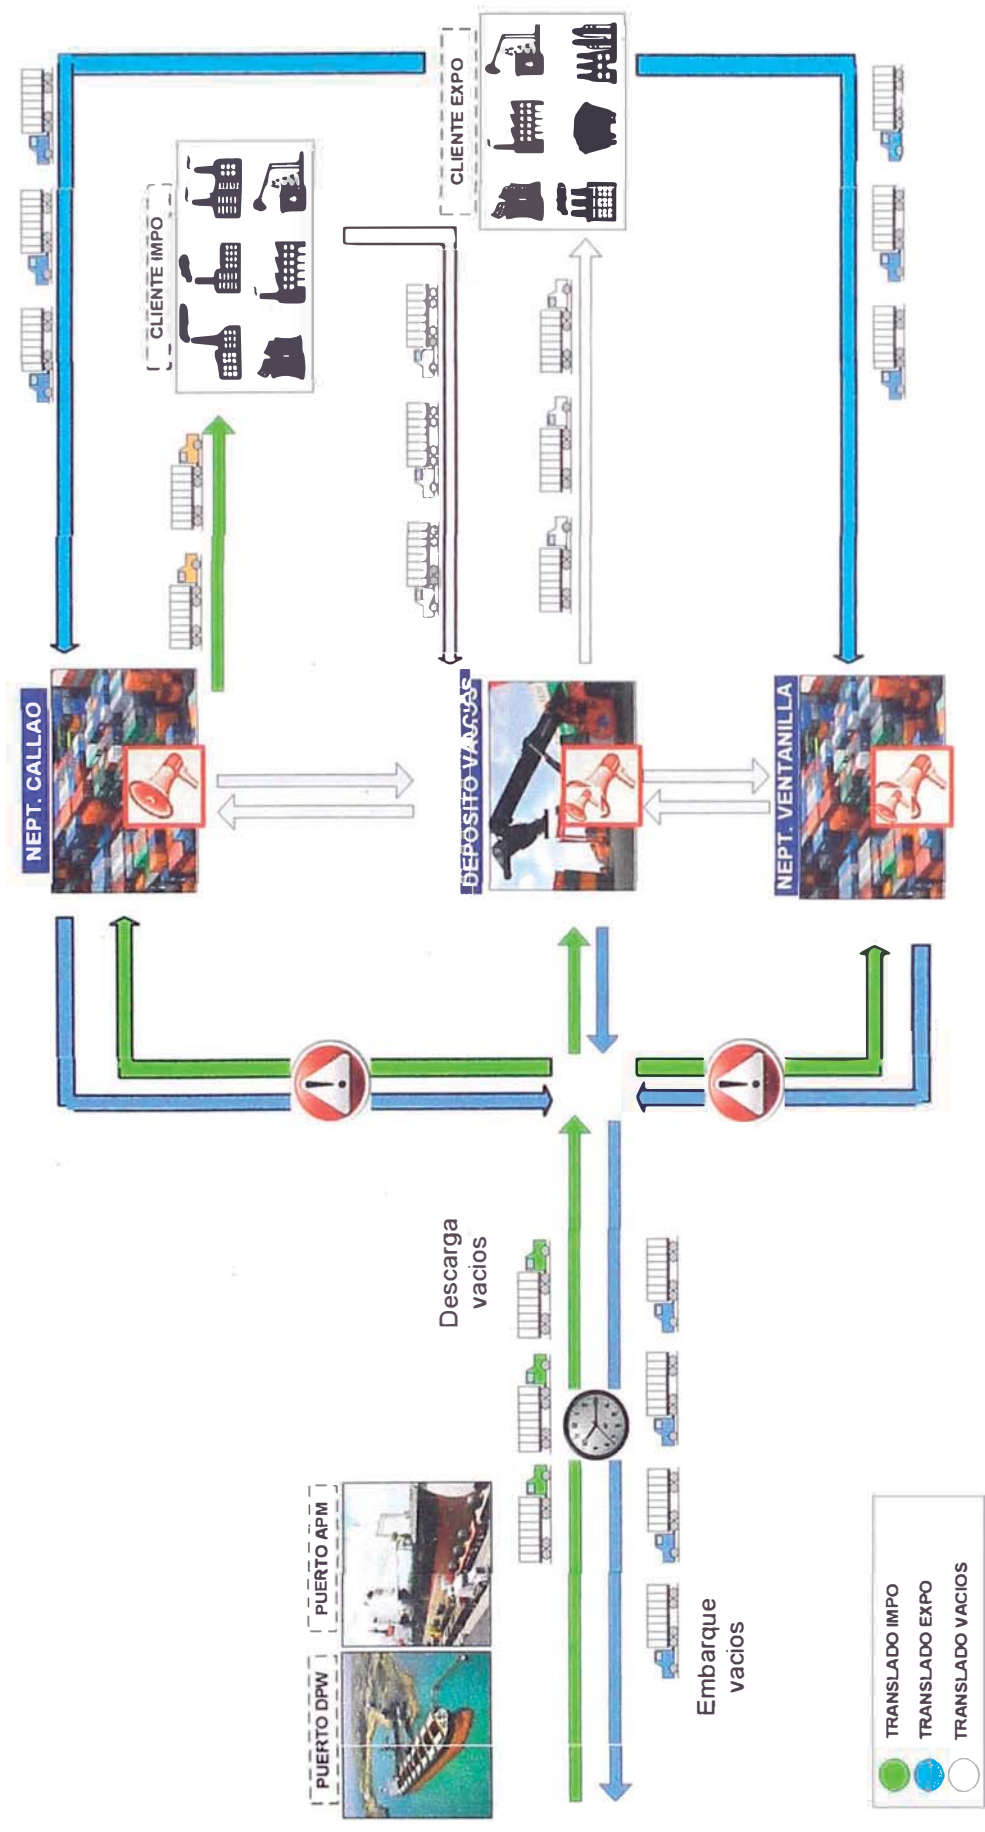 PUERTO DPW
PUERTO APM
Descarga
vacios
Embarque
vacios
NEPT. CALLAO
DEPOSITO VACIOS
NEPT. VENTANILLA
CLIENTE IMPO
CLIENTE EXPO
TRANSLADO IMPO
TRANSLADO EXPO
TRANSLADO VACIOS